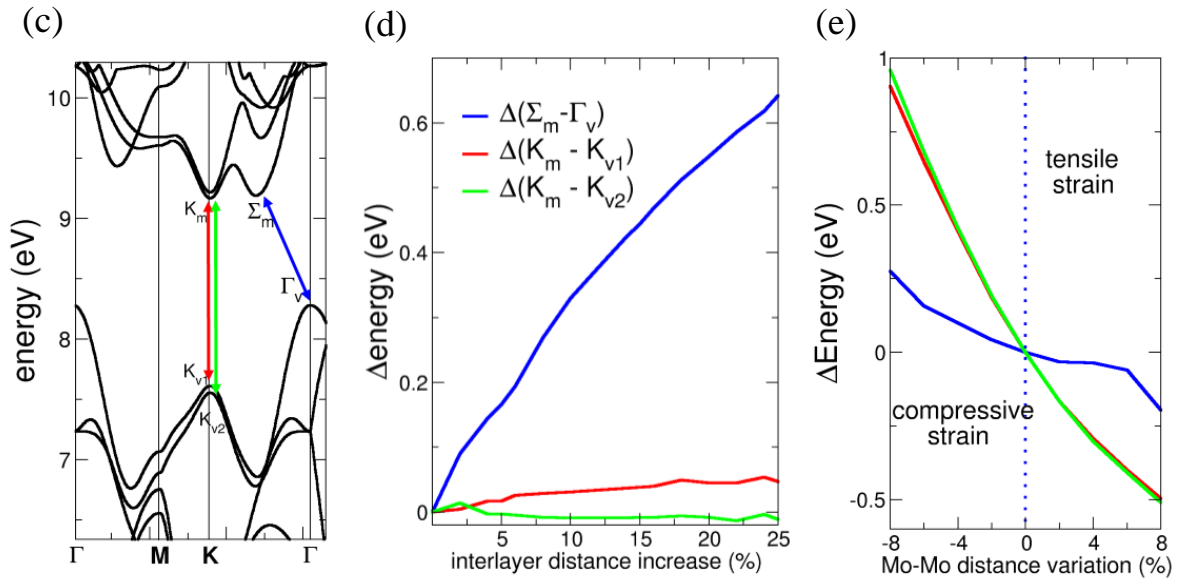 (c)
(d)
(e)
energy (eV)
10
9
8
7
K_m
Σ_m
Γ_v
K_v1
K_v2
Γ
M
K
Γ
Δenergy (eV)
0.6
0.4
0.2
0
Δ(Σ_m-Γ_v)
Δ(K_m - K_v1)
Δ(K_m - K_v2)
0
5
10
15
20
25
interlayer distance increase (%)
ΔEnergy (eV)
1
0.5
0
-0.5
tensile
strain
compressive
strain
-8
-4
0
4
8
Mo-Mo distance variation (%)